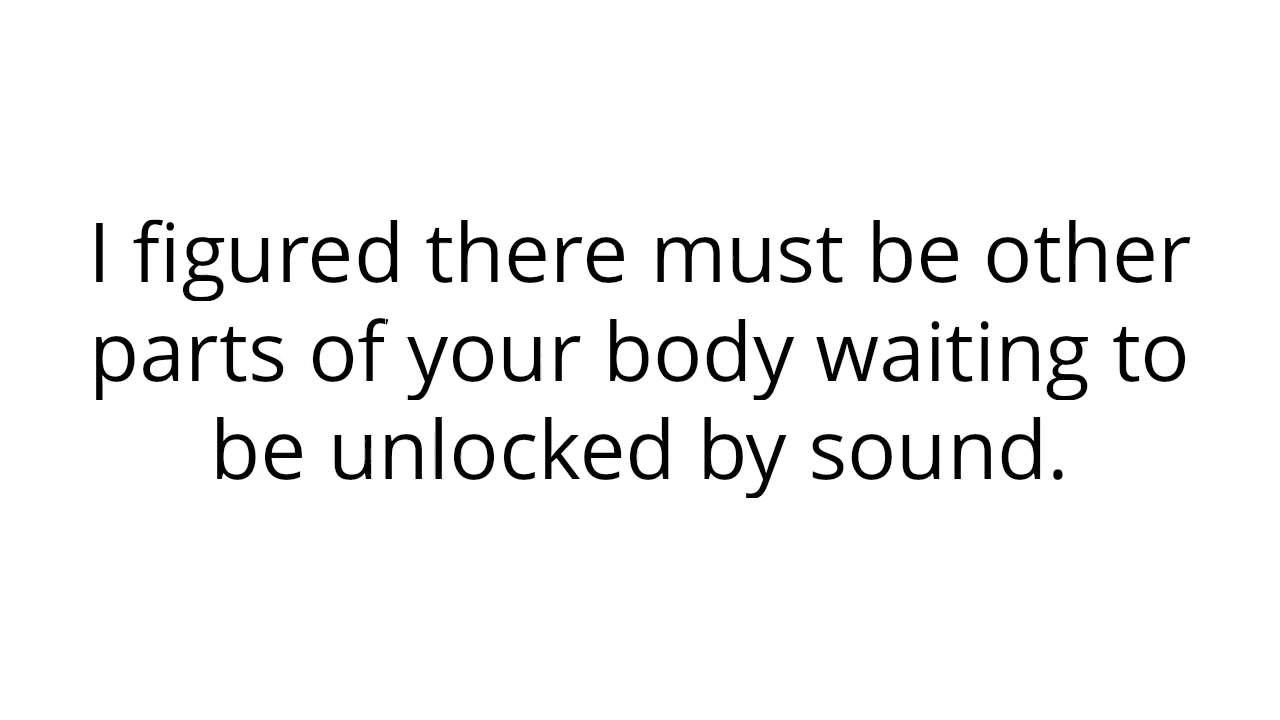 I figured there must be other
parts of your body waiting to
be unlocked by sound.